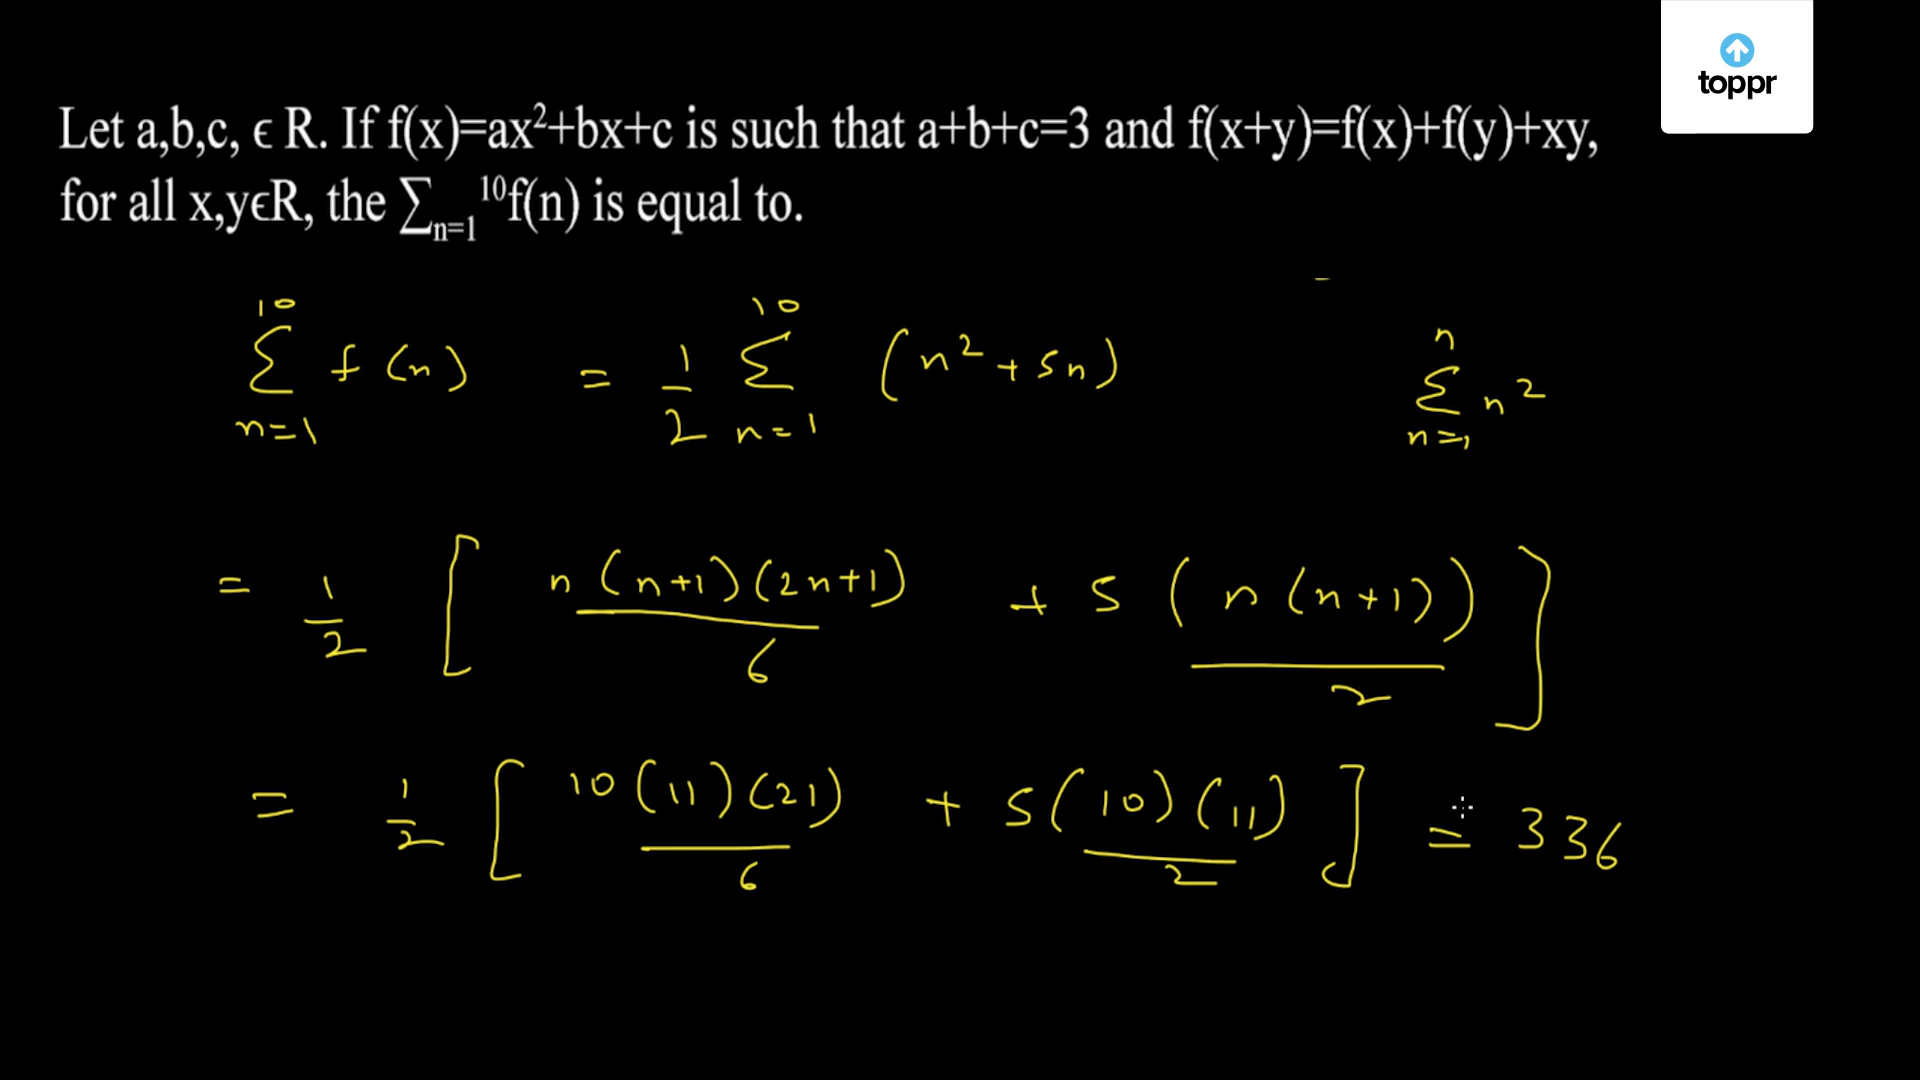 toppr
Let a,b,c, ϵ R. If f(x)=ax²+bx+c is such that a+b+c=3 and f(x+y)=f(x)+f(y)+xy,
for all x,yϵR, the ∑ₙ₌₁¹⁰f(n) is equal to.
10 ∑ n=1 f(n) = 1/2 10 ∑ n=1 (n² + 5n)
n ∑ n=1 n²
= 1/2 [ n(n+1)(2n+1)/6 + 5(n(n+1))/2 ]
= 1/2 [ 10(11)(21)/6 + 5(10)(11)/2 ] = 336